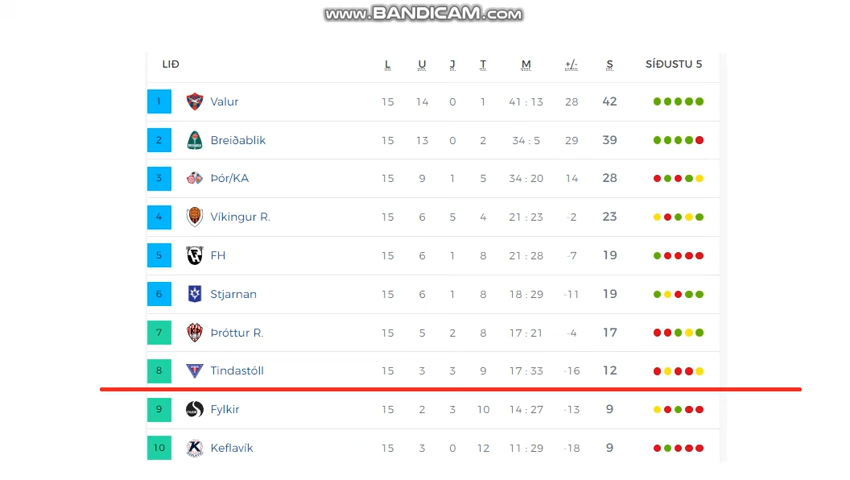 WWW.BANDICAM.COM
LIÐ L U J T M +/- S SÍÐUSTU 5
1 Valur 15 14 0 1 41 : 13 28 42
2 Breiðablik 15 13 0 2 34 : 5 29 39
3 Þór/KA 15 9 1 5 34 : 20 14 28
4 Víkingur R. 15 6 5 4 21 : 23 -2 23
5 FH 15 6 1 8 21 : 28 -7 19
6 Stjarnan 15 6 1 8 18 : 29 -11 19
7 Þróttur R. 15 5 2 8 17 : 21 -4 17
8 Tindastóll 15 3 3 9 17 : 33 -16 12
9 Fylkir 15 2 3 10 14 : 27 -13 9
10 Keflavík 15 3 0 12 11 : 29 -18 9